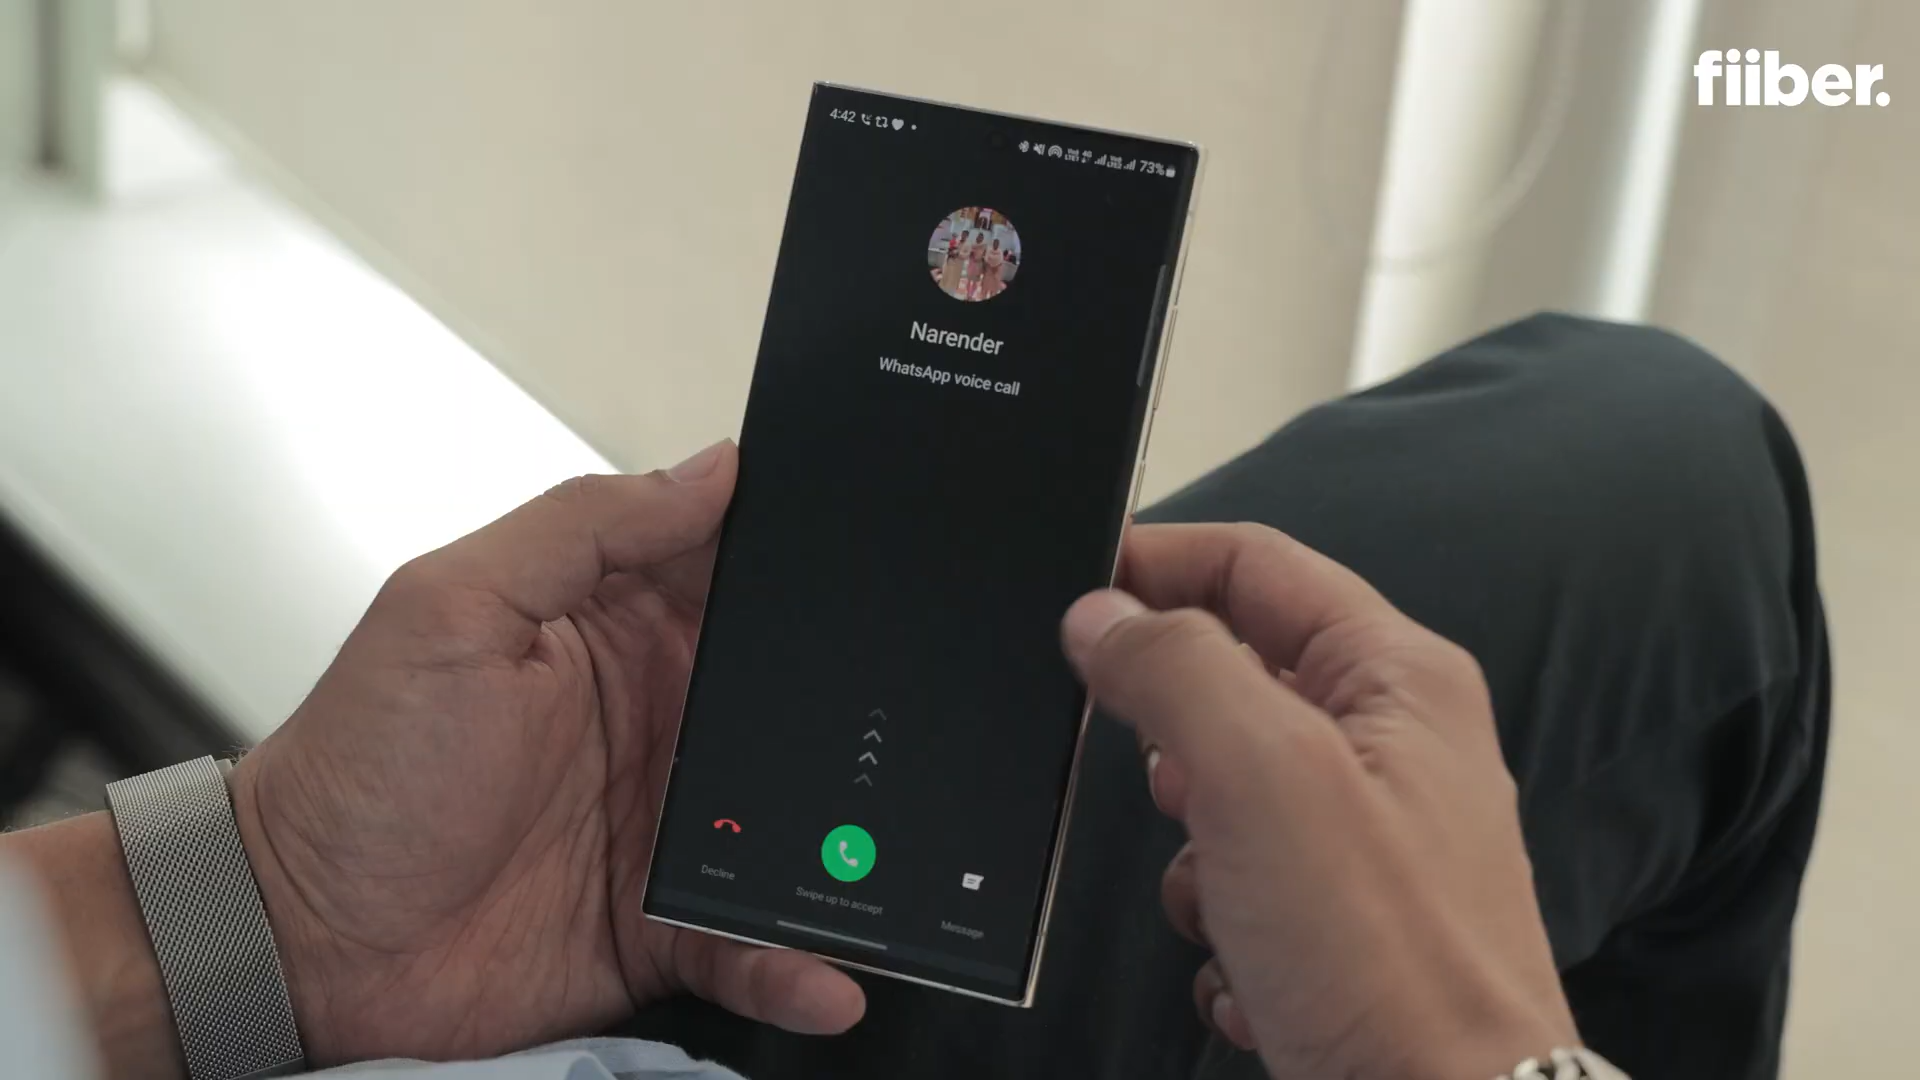 fiiber.
4:42
73%
Narender
WhatsApp voice call
Decline
Swipe up to accept
Message